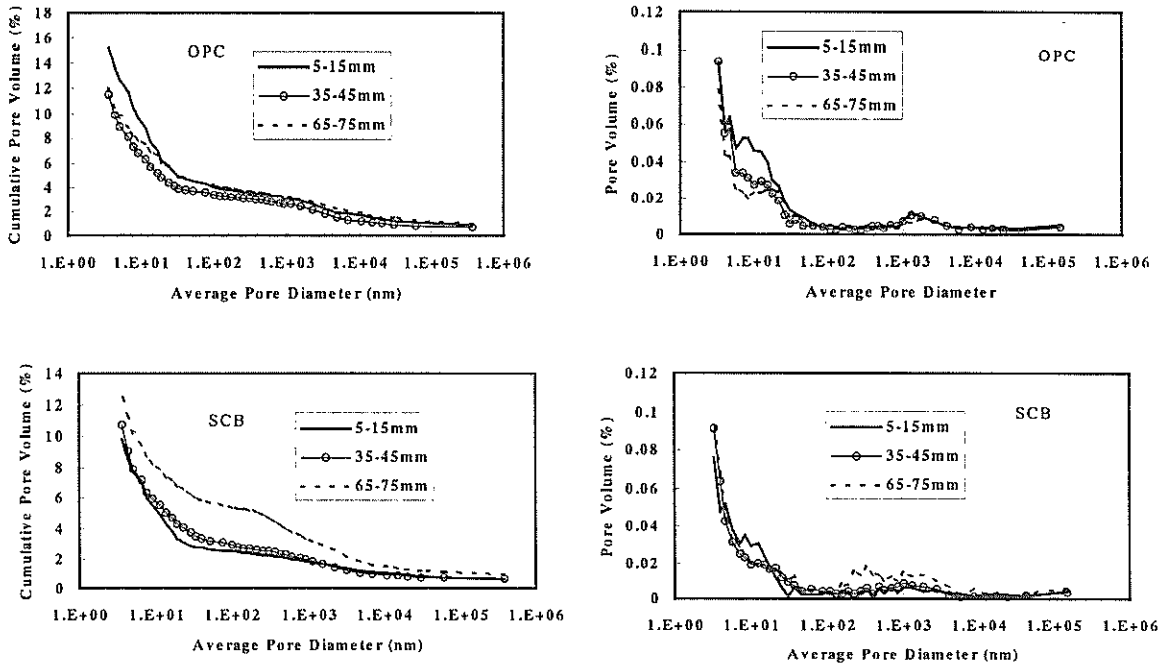 Cumulative Pore Volume (%)
18
16
14
12
10
8
6
4
2
0
OPC
5-15mm
35-45mm
65-75mm
1.E+00 1.E+01 1.E+02 1.E+03 1.E+04 1.E+05 1.E+06
Average Pore Diameter (nm)
Pore Volume (%)
0.12
0.1
0.08
0.06
0.04
0.02
0
OPC
5-15mm
35-45mm
65-75mm
1.E+00 1.E+01 1.E+02 1.E+03 1.E+04 1.E+05 1.E+06
Average Pore Diameter
Cumulative Pore Volume (%)
14
12
10
8
6
4
2
0
SCB
5-15mm
35-45mm
65-75mm
1.E+00 1.E+01 1.E+02 1.E+03 1.E+04 1.E+05 1.E+06
Average Pore Diameter (nm)
Pore Volume (%)
0.12
0.1
0.08
0.06
0.04
0.02
0
SCB
5-15mm
35-45mm
65-75mm
1.E+00 1.E+01 1.E+02 1.E+03 1.E+04 1.E+05 1.E+06
Average Pore Diameter (nm)